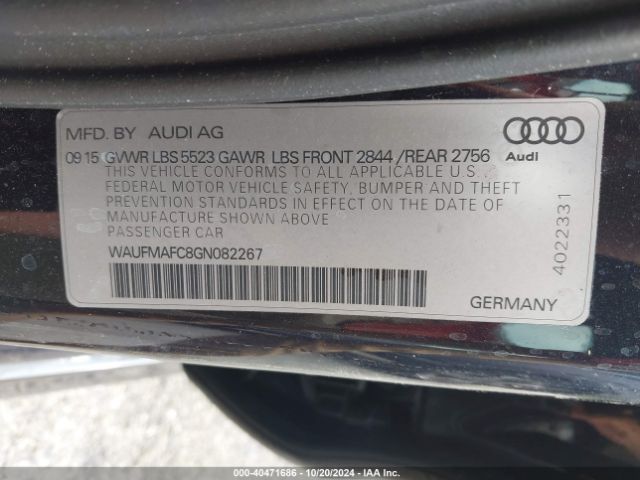 MFD. BY AUDI AG
09 15 GVWR LBS 5523 GAWR LBS FRONT 2844 /REAR 2756
Audi
THIS VEHICLE CONFORMS TO ALL APPLICABLE U.S.
FEDERAL MOTOR VEHICLE SAFETY, BUMPER AND THEFT
PREVENTION STANDARDS IN EFFECT ON THE DATE OF
MANUFACTURE SHOWN ABOVE
PASSENGER CAR
WAUFMAFC8GN082267
4022331
GERMANY
000-40471686 - 10/20/2024 - IAA Inc.